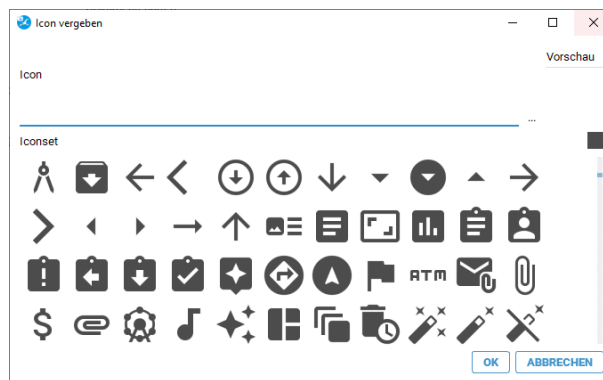 Icon vergeben
Vorschau
Icon
...
Iconset
ATM
$
OK
ABBRECHEN